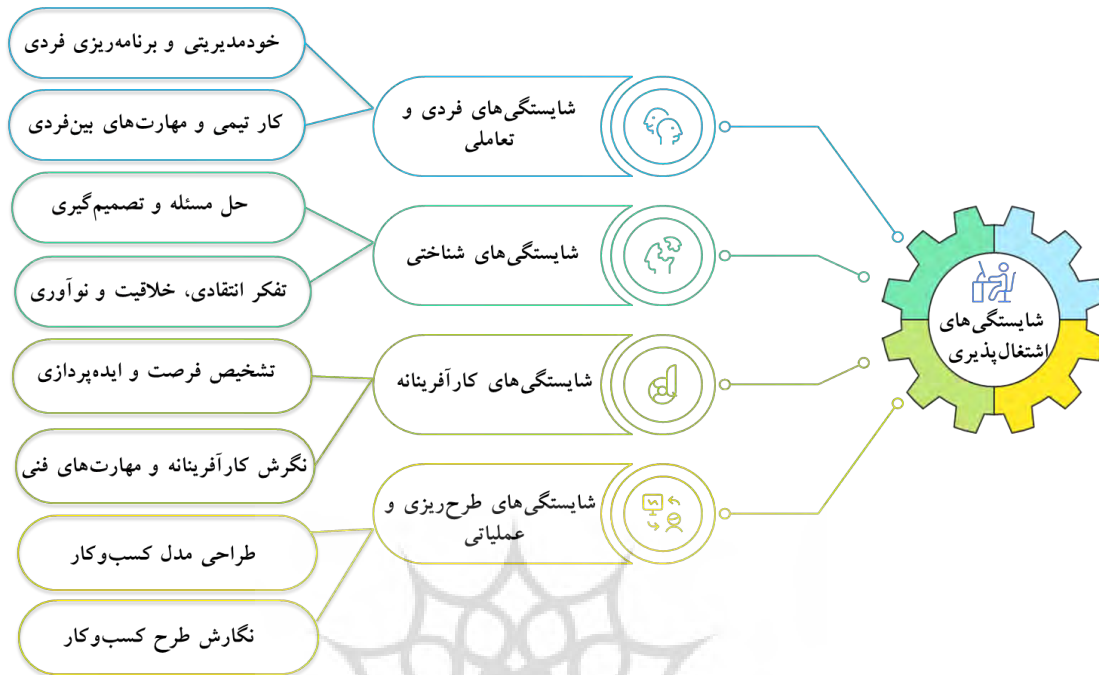 شایستگی‌های
اشتغال‌پذیری
شایستگی‌های فردی و
تعاملی
خودمدیریتی و برنامه‌ریزی فردی
کار تیمی و مهارت‌های بین‌فردی
شایستگی‌های شناختی
حل مسئله و تصمیم‌گیری
تفکر انتقادی، خلاقیت و نوآوری
شایستگی‌های کارآفرینانه
تشخیص فرصت و ایده‌پردازی
نگرش کارآفرینانه و مهارت‌های فنی
شایستگی‌های طرح‌ریزی و
عملیاتی
طراحی مدل کسب‌وکار
نگارش طرح کسب‌وکار